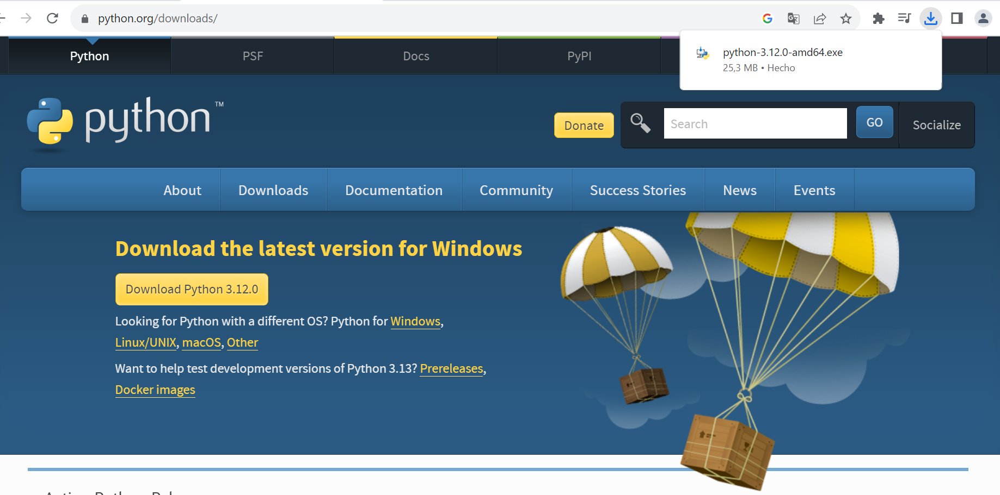 python.org/downloads/
python-3.12.0-amd64.exe
25,3 MB • Hecho
Python
PSF
Docs
PyPI
python™
Donate
Search
GO
Socialize
About
Downloads
Documentation
Community
Success Stories
News
Events
Download the latest version for Windows
Download Python 3.12.0
Looking for Python with a different OS? Python for Windows,
Linux/UNIX, macOS, Other
Want to help test development versions of Python 3.13? Prereleases,
Docker images